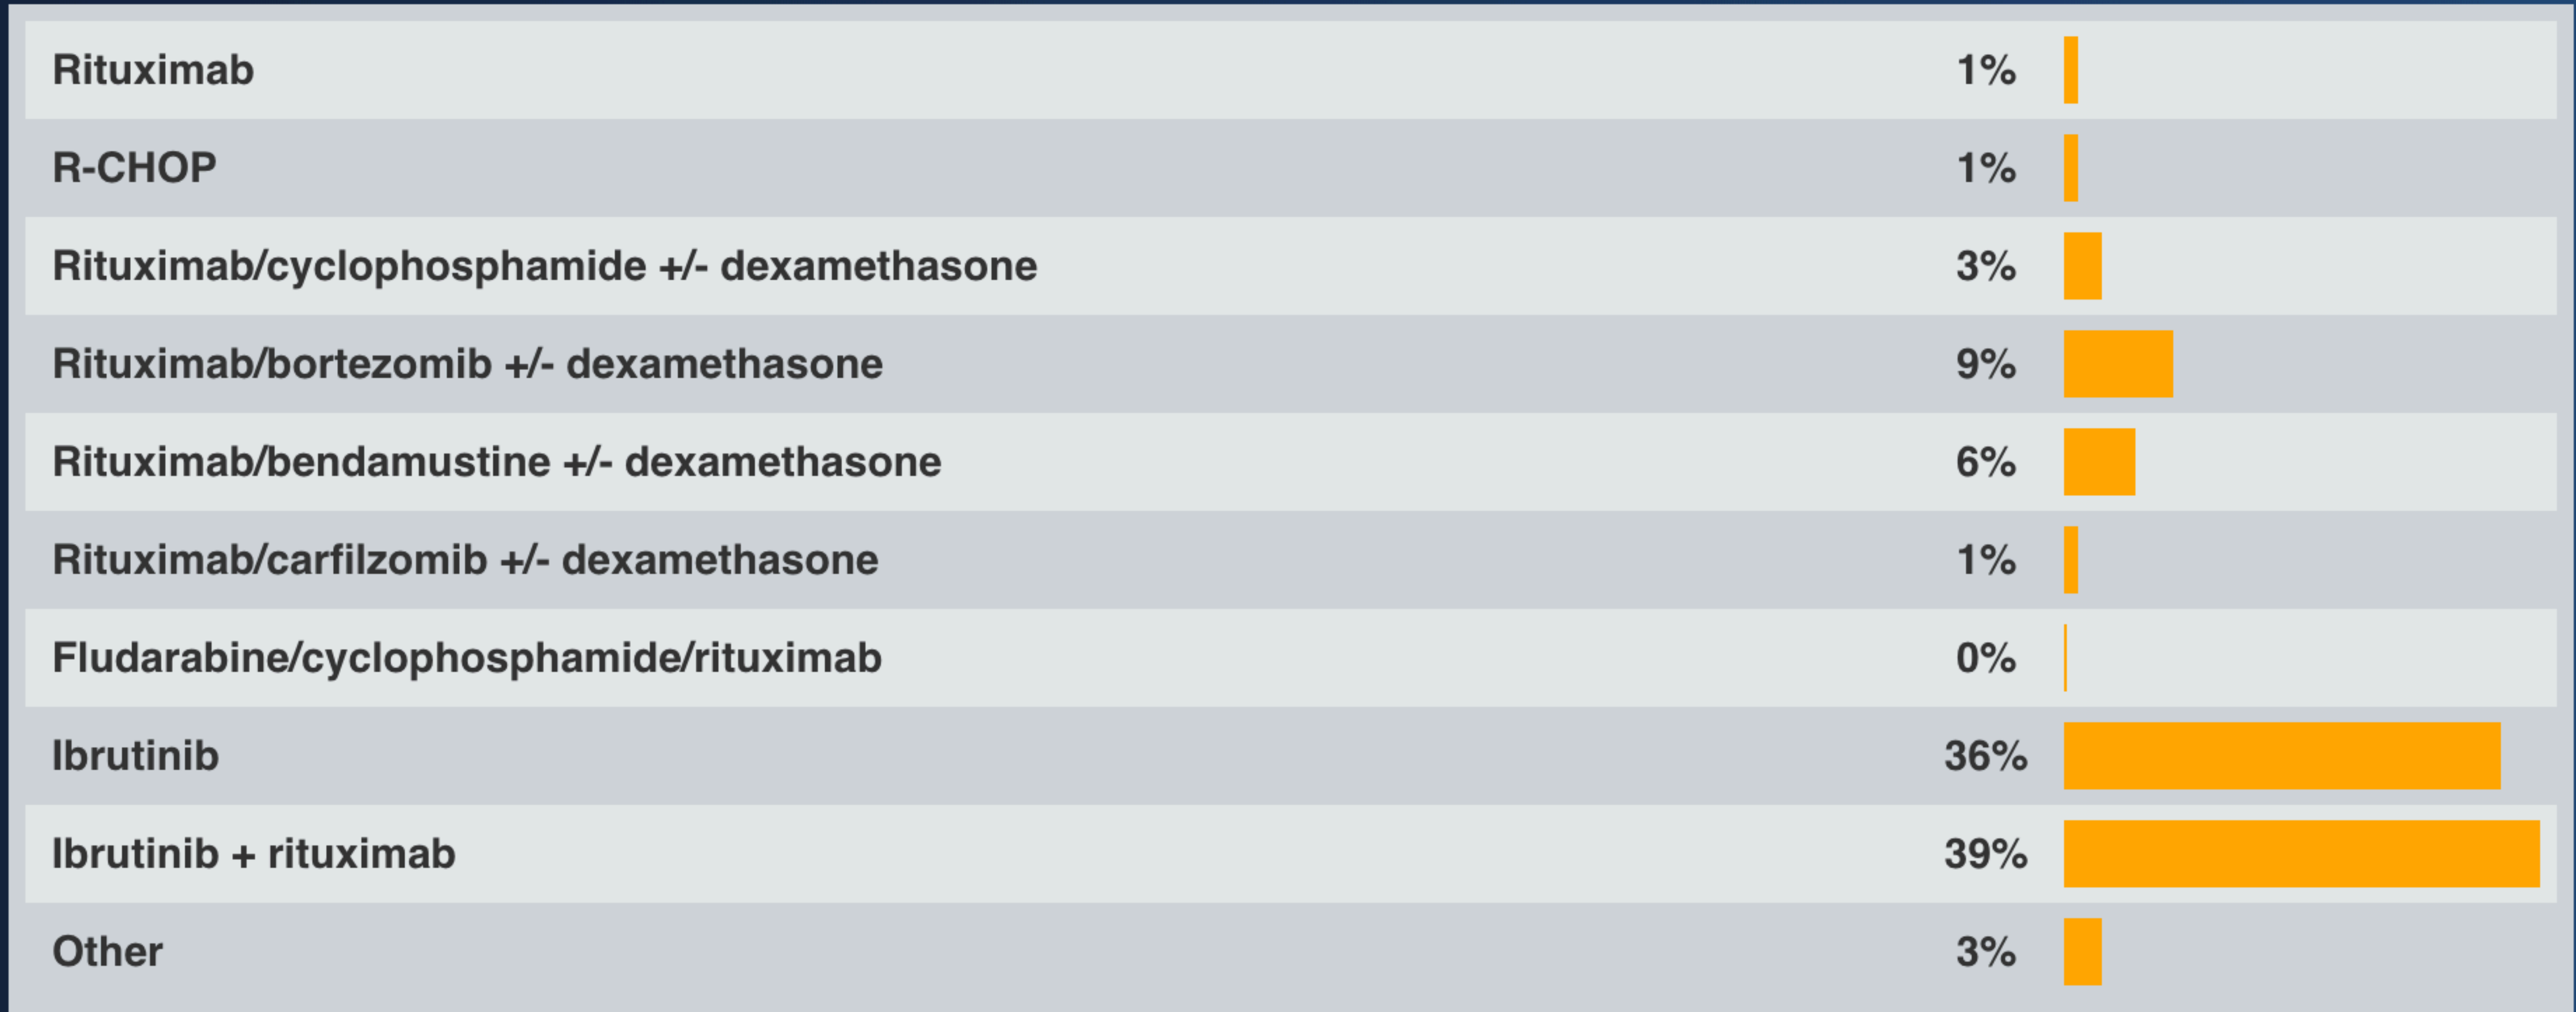 Rituximab 1%
R-CHOP 1%
Rituximab/cyclophosphamide +/- dexamethasone 3%
Rituximab/bortezomib +/- dexamethasone 9%
Rituximab/bendamustine +/- dexamethasone 6%
Rituximab/carfilzomib +/- dexamethasone 1%
Fludarabine/cyclophosphamide/rituximab 0%
Ibrutinib 36%
Ibrutinib + rituximab 39%
Other 3%